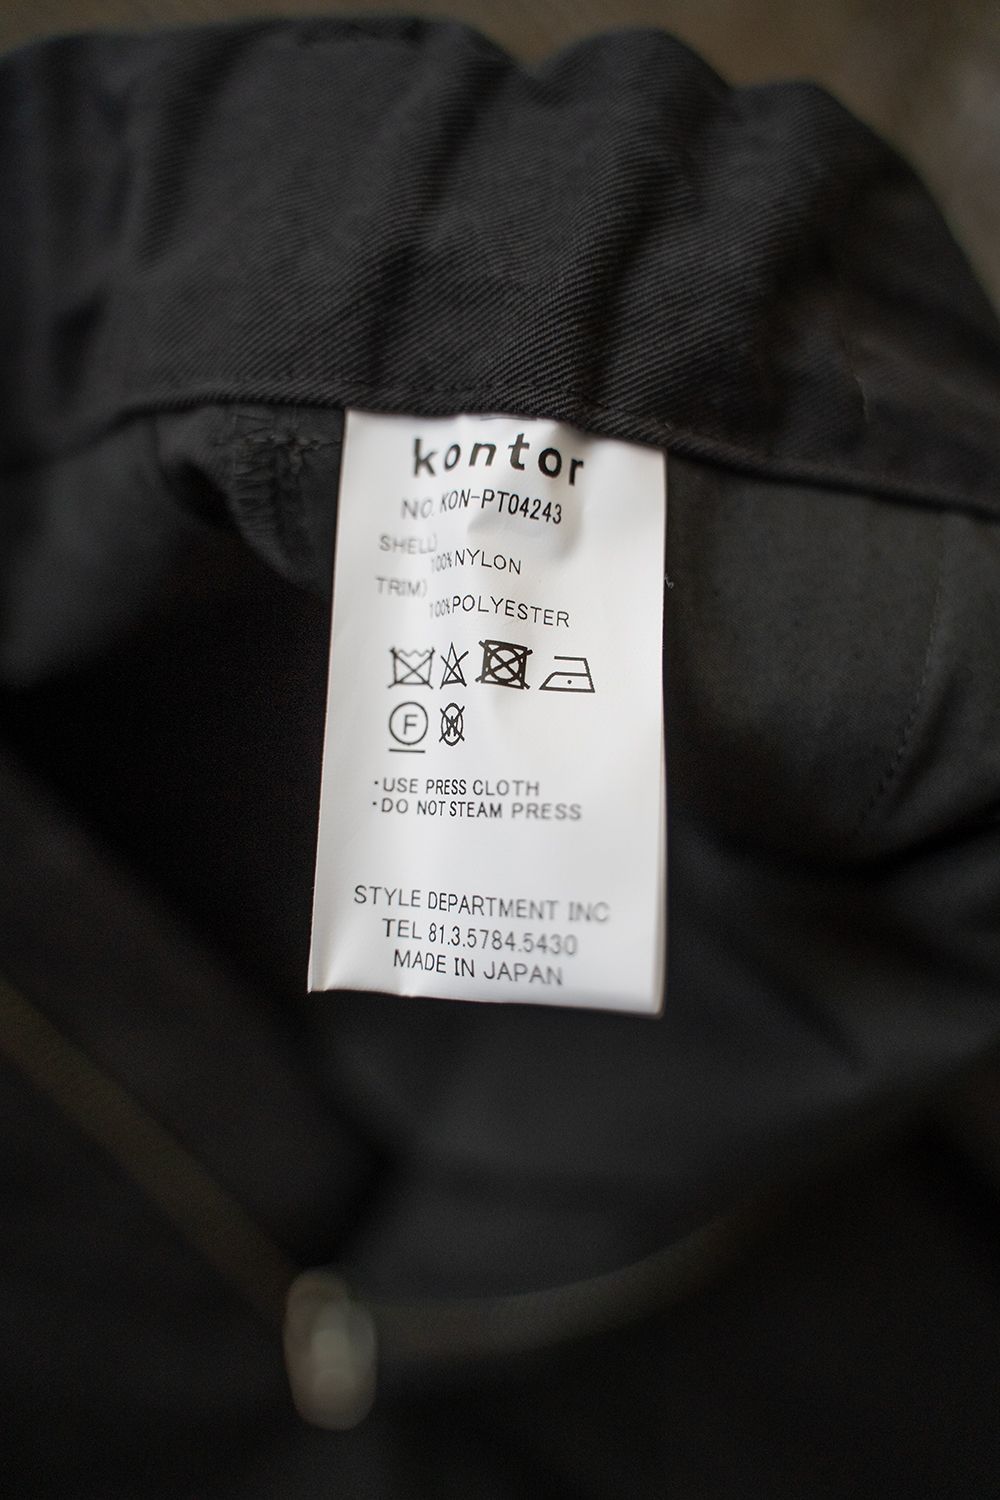 kontor
NO. KON-PT04243
SHELL)
100% NYLON
TRIM)
100% POLYESTER
F
W
・USE PRESS CLOTH
・DO NOT STEAM PRESS
STYLE DEPARTMENT INC
TEL 81.3.5784.5430
MADE IN JAPAN